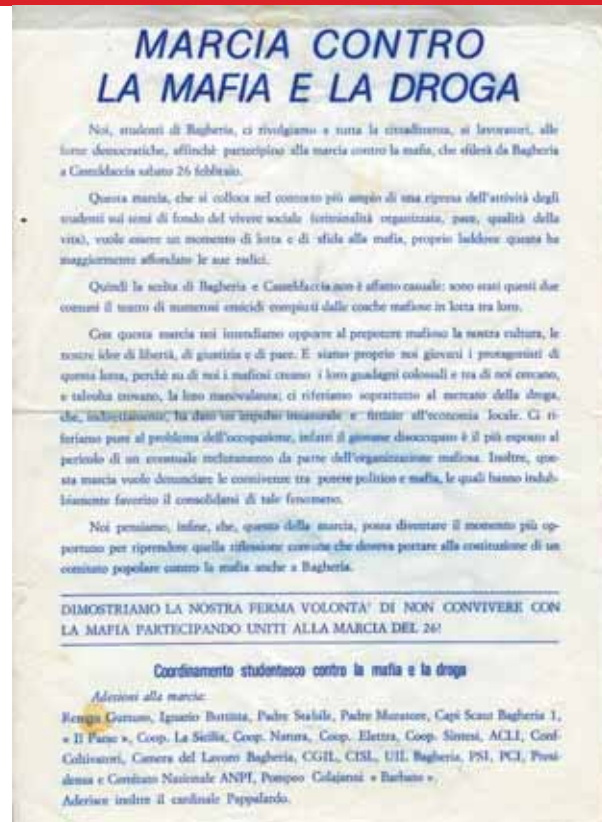 MARCIA CONTRO
LA MAFIA E LA DROGA
Noi, studenti di Bagheria, ci rivolgiamo a tutta la cittadinanza, ai lavoratori, alle
forze democratiche, affinchè partecipino alla marcia contro la mafia, che sfilerà da Bagheria
a Casteldaccia sabato 26 febbraio.
Questa marcia, che si colloca nel contesto più ampio di una ripresa dell'attività degli
studenti sui temi di fondo del vivere sociale (criminalità organizzata, pace, qualità della
vita), vuole essere un momento di lotta e di sfida alla mafia, proprio laddove questa ha
maggiormente affondato le sue radici.
Quindi la scelta di Bagheria e Casteldaccia non è affatto casuale: sono stati questi due
comuni il teatro di numerosi omicidi compiuti dalle cosche mafiose in lotta tra loro.
Con questa marcia noi intendiamo opporre al prepotere mafioso la nostra cultura, le
nostre idee di libertà, di giustizia e di pace. E siamo proprio noi giovani i protagonisti di
questa lotta, perchè su di noi i mafiosi creano i loro guadagni colossali e tra di noi cercano,
e talvolta trovano, la loro manovalanza; ci riferiamo soprattutto al mercato della droga,
che, indirettamente, ha dato un impulso innaturale e fittizio all'economia locale. Ci ri-
feriamo pure al problema dell'occupazione, infatti il giovane disoccupato è il più esposto al
pericolo di un eventuale reclutamento da parte dell'organizzazione mafiosa. Inoltre, que-
sta marcia vuole denunciare le connivenze tra potere politico e mafia, le quali hanno indub-
biamente favorito il consolidarsi di tale fenomeno.
Noi pensiamo, infine, che, questo della marcia, possa diventare il momento più op-
portuno per riprendere quella riflessione comune che doveva portare alla costituzione di un
comitato popolare contro la mafia anche a Bagheria.
DIMOSTRIAMO LA NOSTRA FERMA VOLONTA' DI NON CONVIVERE CON
LA MAFIA PARTECIPANDO UNITI ALLA MARCIA DEL 26!
Coordinamento studentesco contro la mafia e la droga
Adesioni alla marcia:
Renato Guttuso, Ignazio Buttitta, Padre Stabile, Padre Muratore, Capi Scout Bagheria 1,
« Il Paese », Coop. La Sicilia, Coop. Natura, Coop. Elettra, Coop. Sintesi, ACLI, Conf-
Coltivatori, Camera del Lavoro Bagheria, CGIL, CISL, UIL Bagheria, PSI, PCI, Presi-
denza e Comitato Nazionale ANPI, Pompeo Colajanni « Barbato ».
Aderisce inoltre il cardinale Pappalardo.